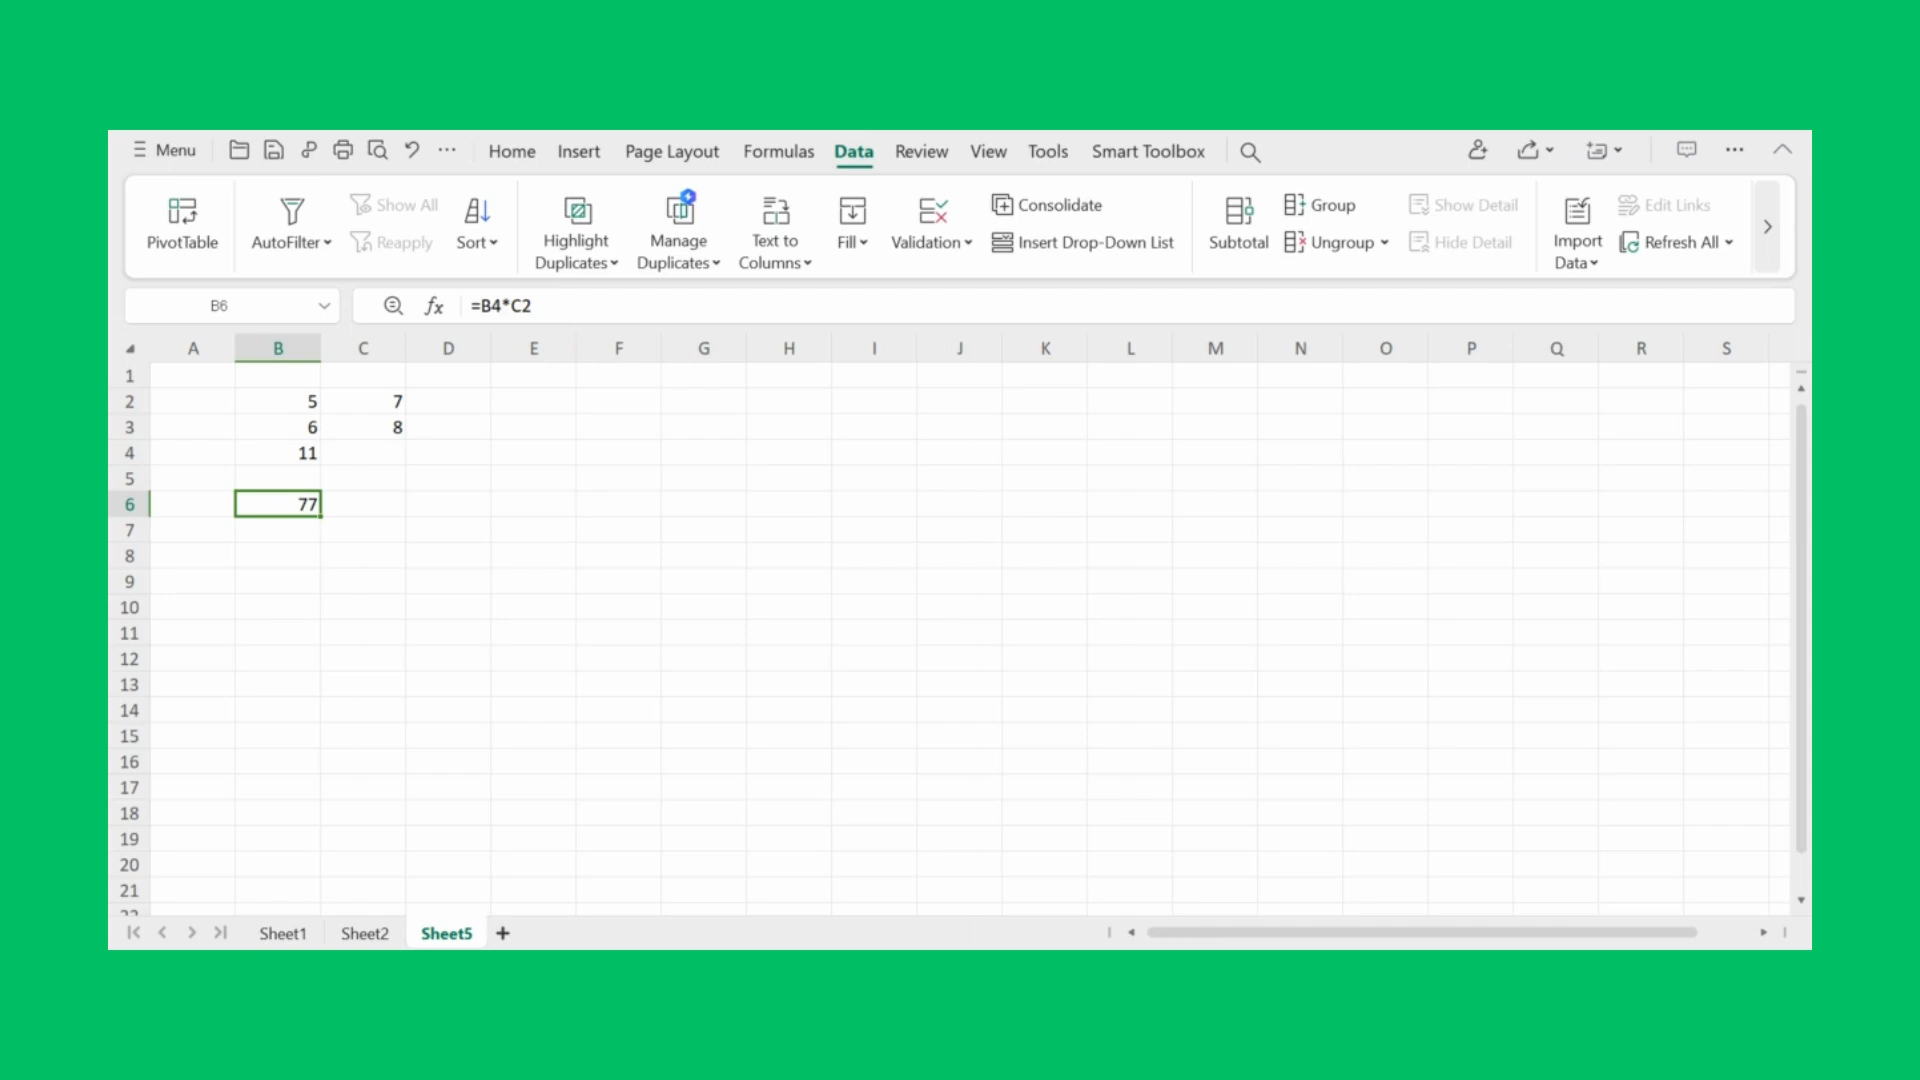 Menu Home Insert Page Layout Formulas Data Review View Tools Smart Toolbox
PivotTable AutoFilter Show All Reapply Sort Highlight Duplicates Manage Duplicates Text to Columns Fill Validation Consolidate Insert Drop-Down List Subtotal Group Ungroup Show Detail Hide Detail Import Data Edit Links Refresh All
B6 fx =B4*C2
A B C D E F G H I J K L M N O P Q R S
1
2 5 7
3 6 8
4 11
5
6 77
7
8
9
10
11
12
13
14
15
16
17
18
19
20
21
22
Sheet1 Sheet2 Sheet5 +